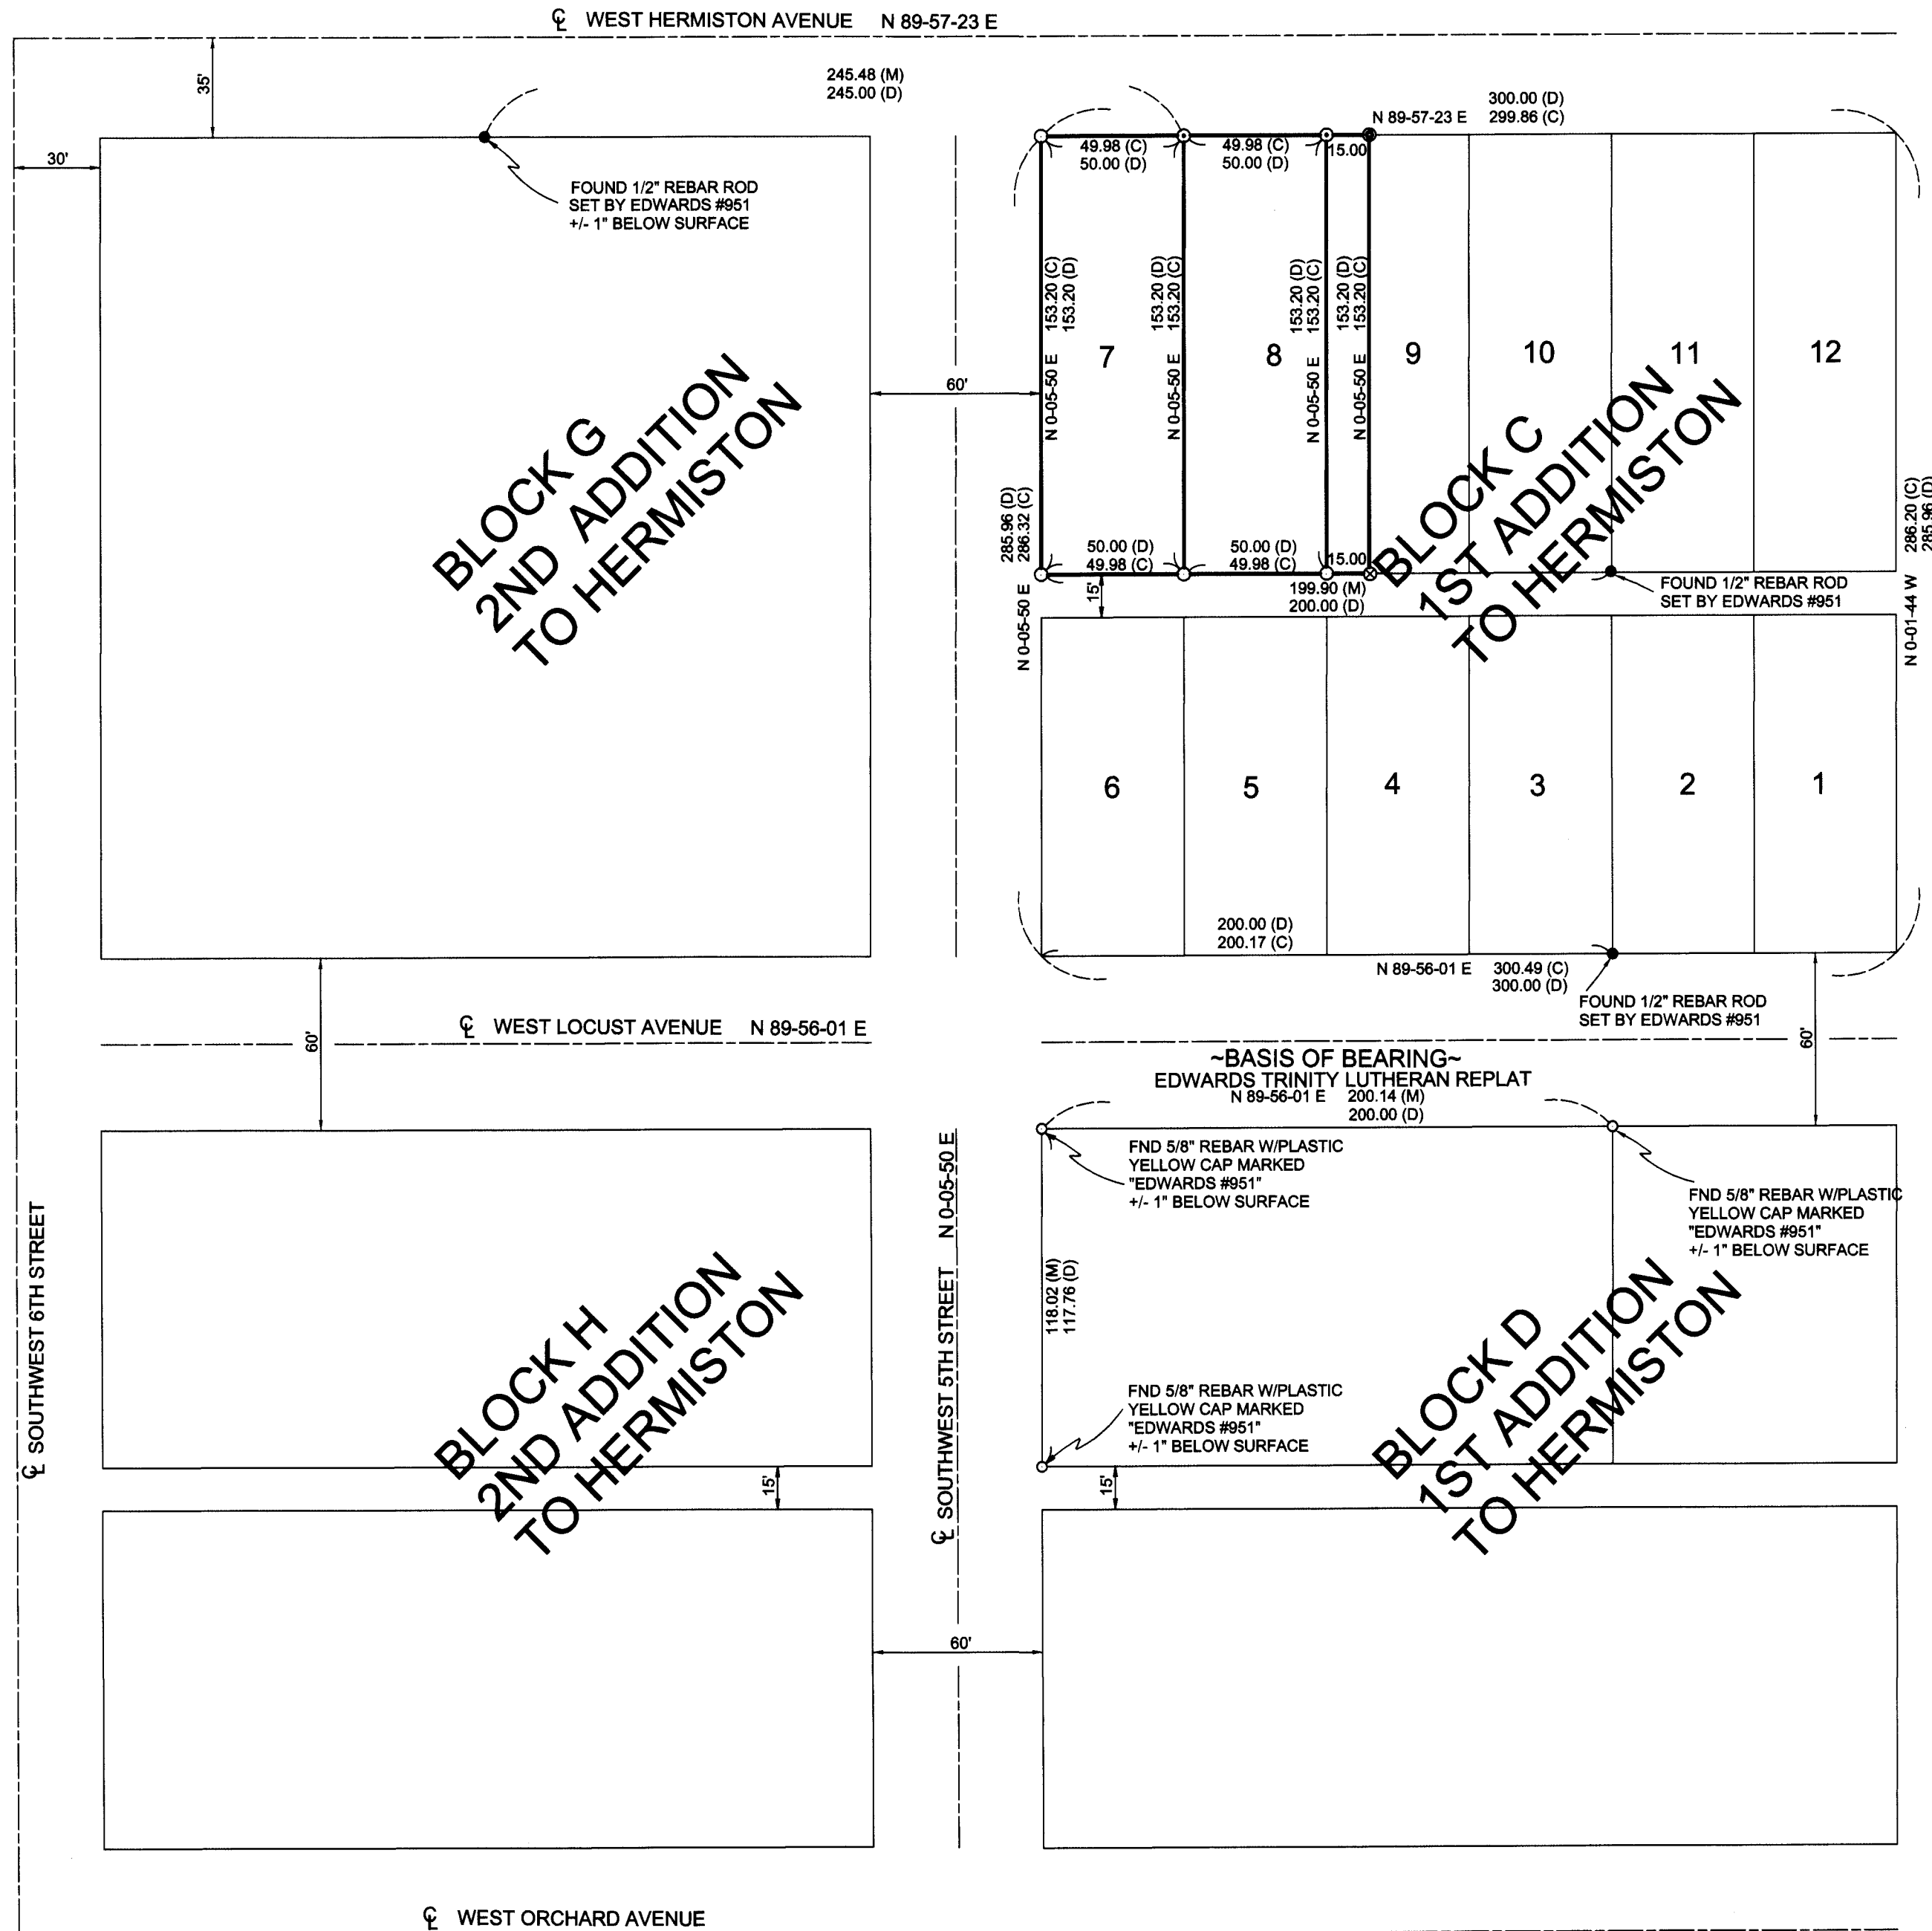 ℄ WEST HERMISTON AVENUE N 89-57-23 E
35'
30'
245.48 (M)
245.00 (D)
FOUND 1/2" REBAR ROD
SET BY EDWARDS #951
+/- 1" BELOW SURFACE
BLOCK G
2ND ADDITION
TO HERMISTON
60'
300.00 (D)
N 89-57-23 E 299.86 (C)
49.98 (C)
50.00 (D)
49.98 (C)
50.00 (D)
15.00
N 0-05-50 E 153.20 (C)
153.20 (D)
153.20 (D)
N 0-05-50 E 153.20 (C)
153.20 (D)
N 0-05-50 E 153.20 (C)
153.20 (D)
N 0-05-50 E 153.20 (C)
7
8
9
10
11
12
BLOCK C
1ST ADDITION
TO HERMISTON
285.96 (D)
N 0-05-50 E 286.32 (C)
50.00 (D)
49.98 (C)
50.00 (D)
49.98 (C)
15.00
15'
199.90 (M)
200.00 (D)
FOUND 1/2" REBAR ROD
SET BY EDWARDS #951
N 0-01-44 W 286.20 (C)
285.96 (D)
6
5
4
3
2
1
200.00 (D)
200.17 (C)
N 89-56-01 E 300.49 (C)
300.00 (D)
FOUND 1/2" REBAR ROD
SET BY EDWARDS #951
60'
℄ WEST LOCUST AVENUE N 89-56-01 E
60'
~BASIS OF BEARING~
EDWARDS TRINITY LUTHERAN REPLAT
N 89-56-01 E 200.14 (M)
200.00 (D)
FND 5/8" REBAR W/PLASTIC
YELLOW CAP MARKED
"EDWARDS #951"
+/- 1" BELOW SURFACE
FND 5/8" REBAR W/PLASTIC
YELLOW CAP MARKED
"EDWARDS #951"
+/- 1" BELOW SURFACE
118.02 (M)
117.76 (D)
FND 5/8" REBAR W/PLASTIC
YELLOW CAP MARKED
"EDWARDS #951"
+/- 1" BELOW SURFACE
℄ SOUTHWEST 6TH STREET
BLOCK H
2ND ADDITION
TO HERMISTON
℄ SOUTHWEST 5TH STREET N 0-05-50 E
BLOCK D
1ST ADDITION
TO HERMISTON
15'
15'
60'
℄ WEST ORCHARD AVENUE